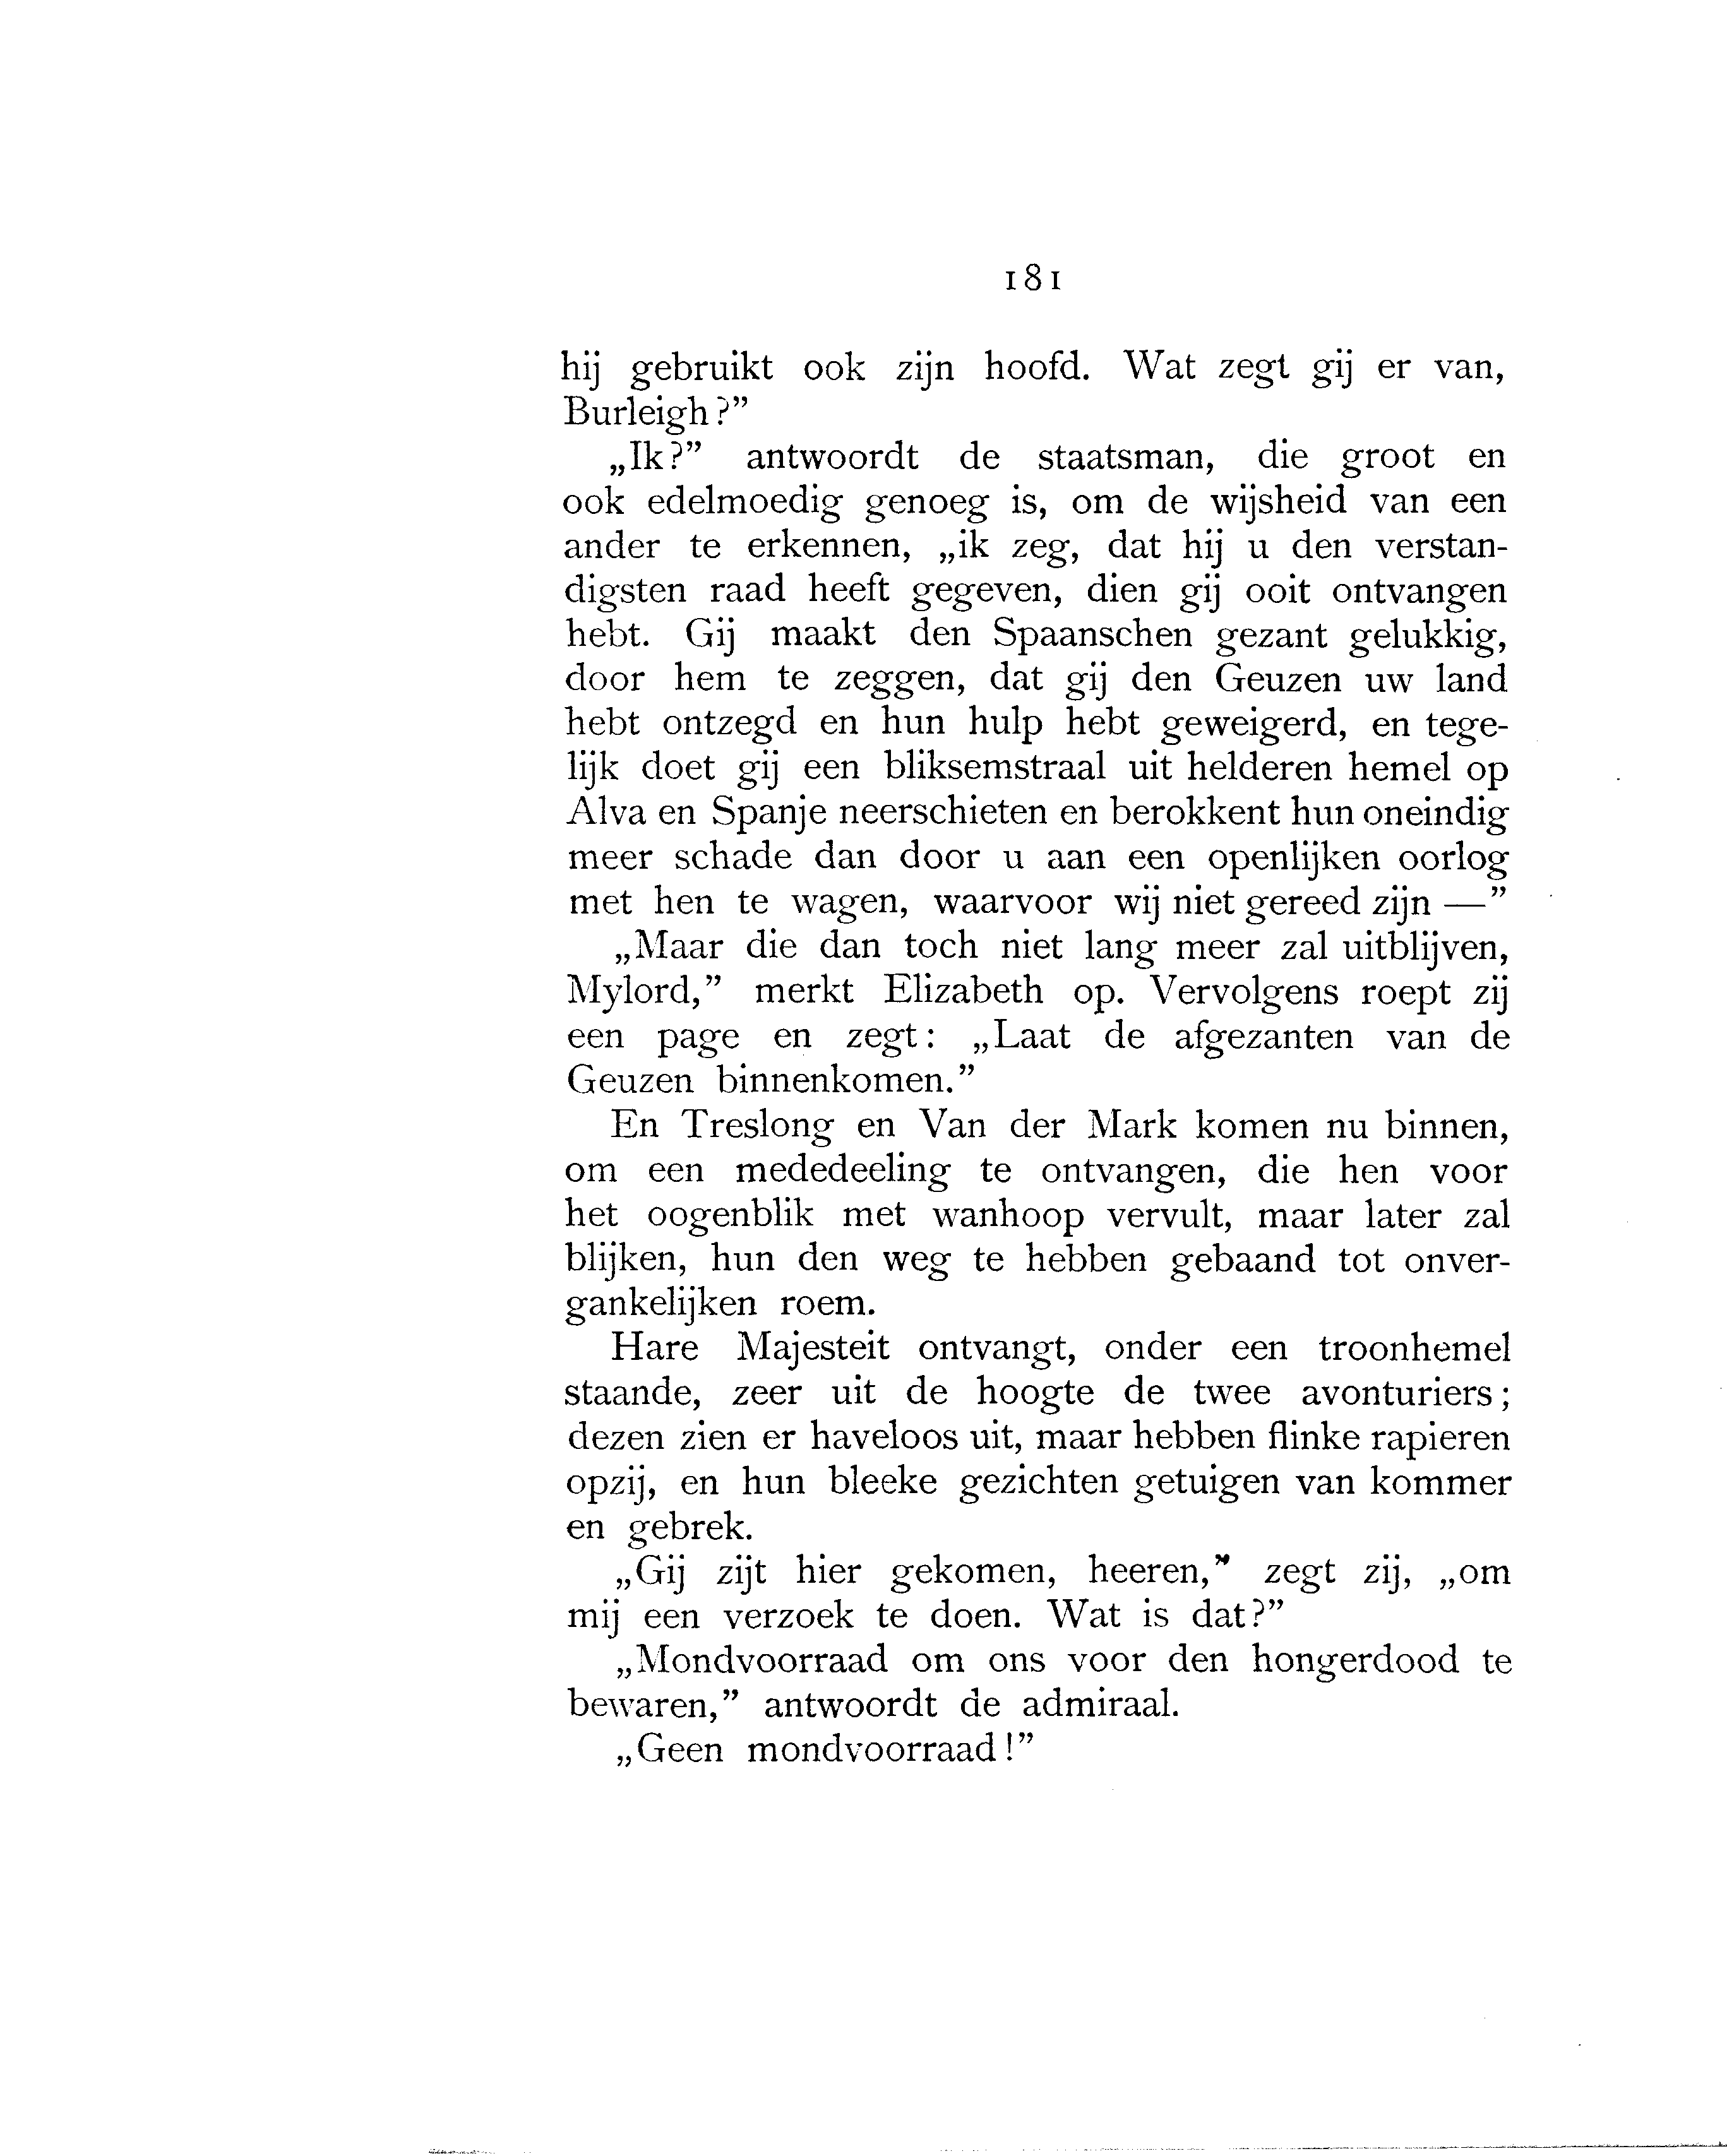 181
hij gebruikt ook zijn hoofd. Wat zegt gij er van,
Burleigh?”
„Ik?” antwoordt de staatsman, die groot en
ook edelmoedig genoeg is, om de wijsheid van een
ander te erkennen, „ik zeg, dat hij u den verstan-
digsten raad heeft gegeven, dien gij ooit ontvangen
hebt. Gij maakt den Spaanschen gezant gelukkig,
door hem te zeggen, dat gij den Geuzen uw land
hebt ontzegd en hun hulp hebt geweigerd, en tege-
lijk doet gij een bliksemstraal uit helderen hemel op
Alva en Spanje neerschieten en berokkent hun oneindig
meer schade dan door u aan een openlijken oorlog
met hen te wagen, waarvoor wij niet gereed zijn —”
„Maar die dan toch niet lang meer zal uitblijven,
Mylord,” merkt Elizabeth op. Vervolgens roept zij
een page en zegt: „Laat de afgezanten van de
Geuzen binnenkomen.”
En Treslong en Van der Mark komen nu binnen,
om een mededeeling te ontvangen, die hen voor
het oogenblik met wanhoop vervult, maar later zal
blijken, hun den weg te hebben gebaand tot onver-
gankelijken roem.
Hare Majesteit ontvangt, onder een troonhemel
staande, zeer uit de hoogte de twee avonturiers;
dezen zien er haveloos uit, maar hebben flinke rapieren
opzij, en hun bleeke gezichten getuigen van kommer
en gebrek.
„Gij zijt hier gekomen, heeren,” zegt zij, „om
mij een verzoek te doen. Wat is dat?”
„Mondvoorraad om ons voor den hongerdood te
bewaren,” antwoordt de admiraal.
„Geen mondvoorraad!”